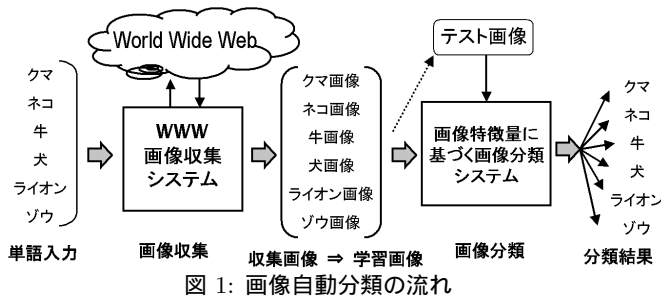 World Wide Web
テスト画像
クマ
ネコ
牛
犬
ライオン
ゾウ
単語入力
WWW
画像収集
システム
画像収集
クマ画像
ネコ画像
牛画像
犬画像
ライオン画像
ゾウ画像
収集画像 ⇒ 学習画像
画像特徴量に
基づく画像分類
システム
画像分類
クマ
ネコ
牛
犬
ライオン
ゾウ
分類結果
図 1: 画像自動分類の流れ